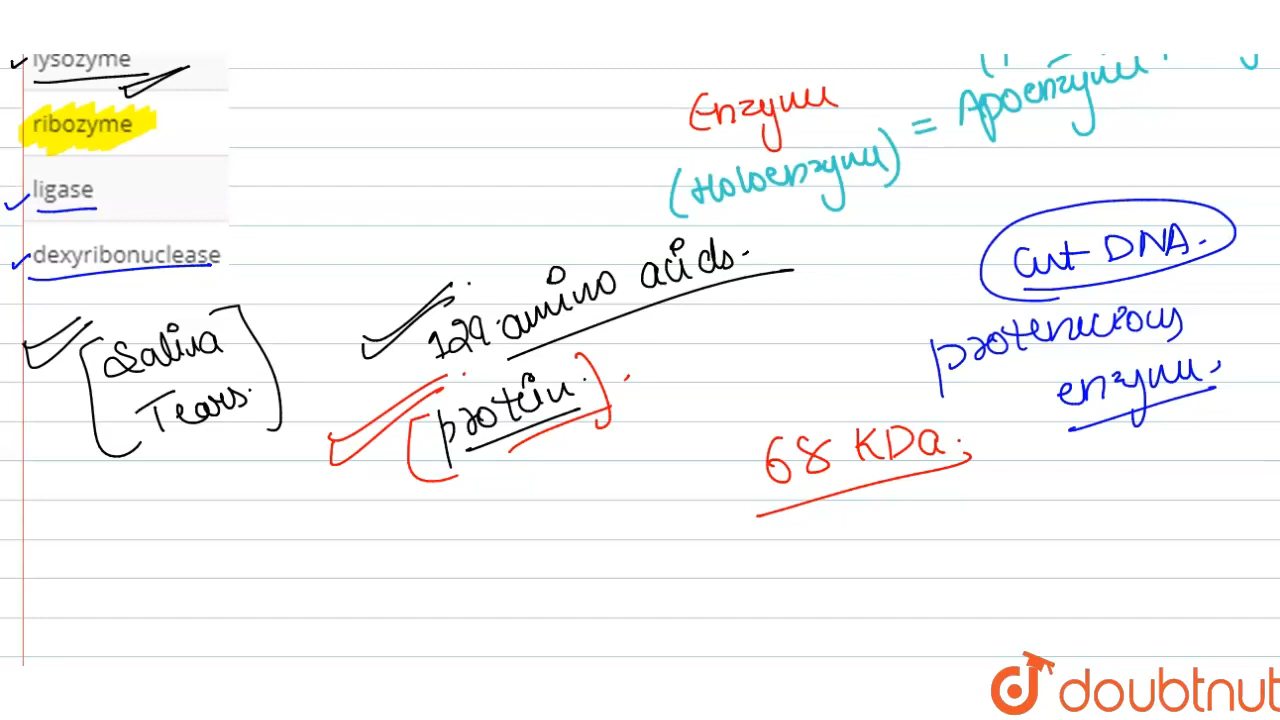 lysozyme
ribozyme
ligase
dexyribonuclease
Enzyme
(Holoenzyme) = Apoenzyme
Cut DNA.
129 amino acids.
[Saliva
Tears.]
[protein.]
protenecious
enzyme.
68 KDa.
doubtnut